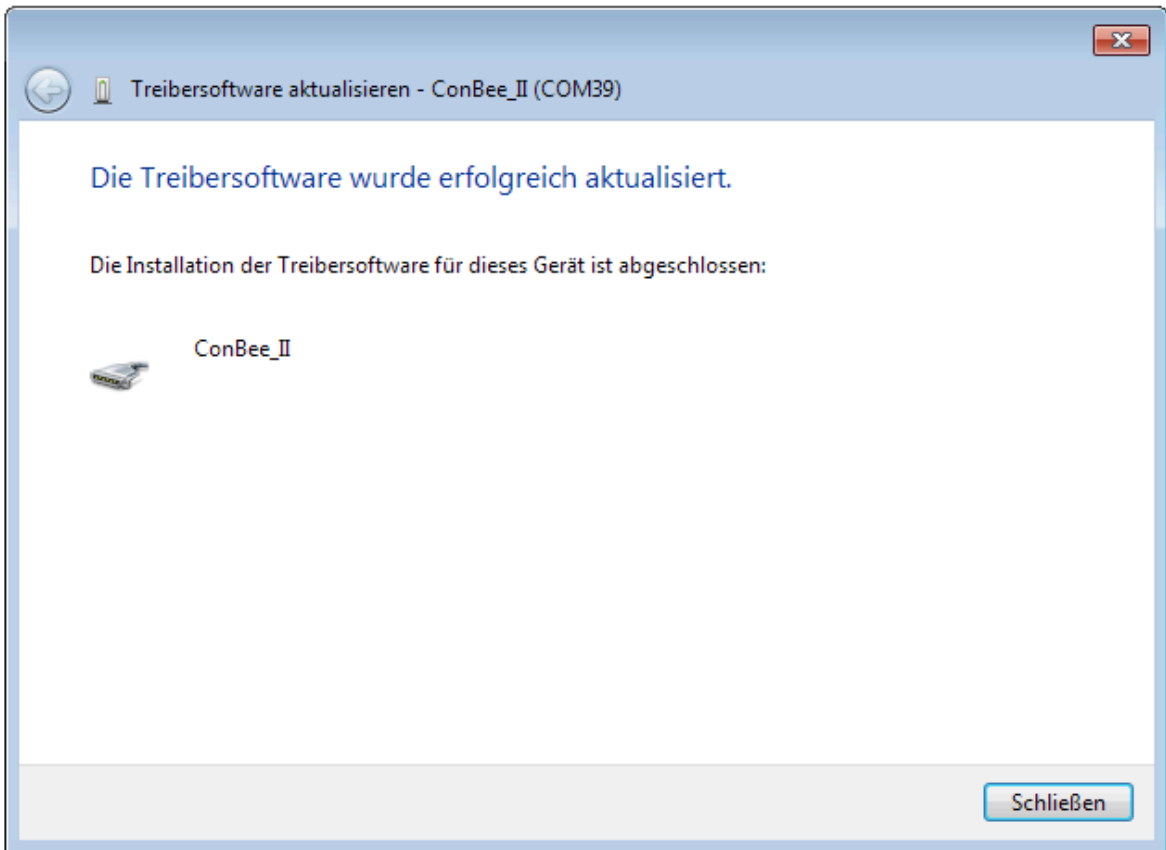 Treibersoftware aktualisieren - ConBee_II (COM39)
Die Treibersoftware wurde erfolgreich aktualisiert.
Die Installation der Treibersoftware für dieses Gerät ist abgeschlossen:
ConBee_II
Schließen